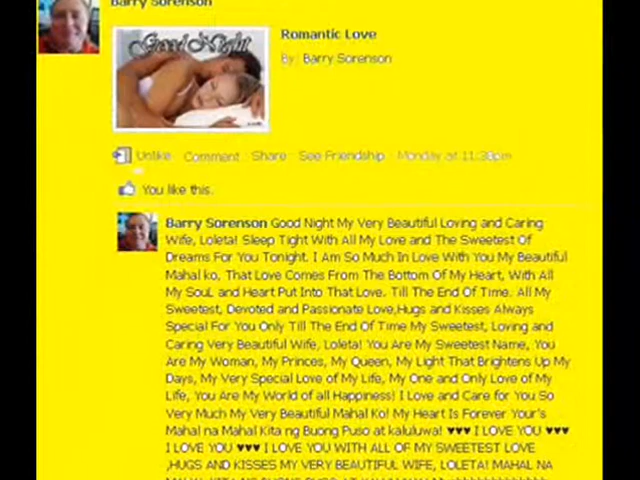 Barry Sorenson
Good Night
Romantic Love
By: Barry Sorenson
Unlike Comment Share See Friendship Monday at 11:38pm
You like this.
Barry Sorenson Good Night My Very Beautiful Loving and Caring
Wife, Loleta! Sleep Tight With All My Love and The Sweetest Of
Dreams For You Tonight. I Am So Much In Love With You My Beautiful
Mahal ko, That Love Comes From The Bottom Of My Heart, With All
My SouL and Heart Put Into That Love. Till The End Of Time. All My
Sweetest, Devoted and Passionate Love,Hugs and Kisses Always
Special For You Only Till The End Of Time My Sweetest, Loving and
Caring Very Beautiful Wife, Loleta! You Are My Sweetest Name, You
Are My Woman, My Princes, My Queen, My Light That Brightens Up My
Days, My Very Special Love of My Life, My One and Only Love of My
Life, You Are My World of all Happiness! I Love and Care for You So
Very Much My Very Beautiful Mahal Ko! My Heart Is Forever Your's
Mahal na Mahal Kita ng Buong Puso at kaluluwa! ♥♥♥ I LOVE YOU ♥♥♥
I LOVE YOU ♥♥♥ I LOVE YOU WITH ALL OF MY SWEETEST LOVE
,HUGS AND KISSES MY VERY BEAUTIFUL WIFE, LOLETA! MAHAL NA